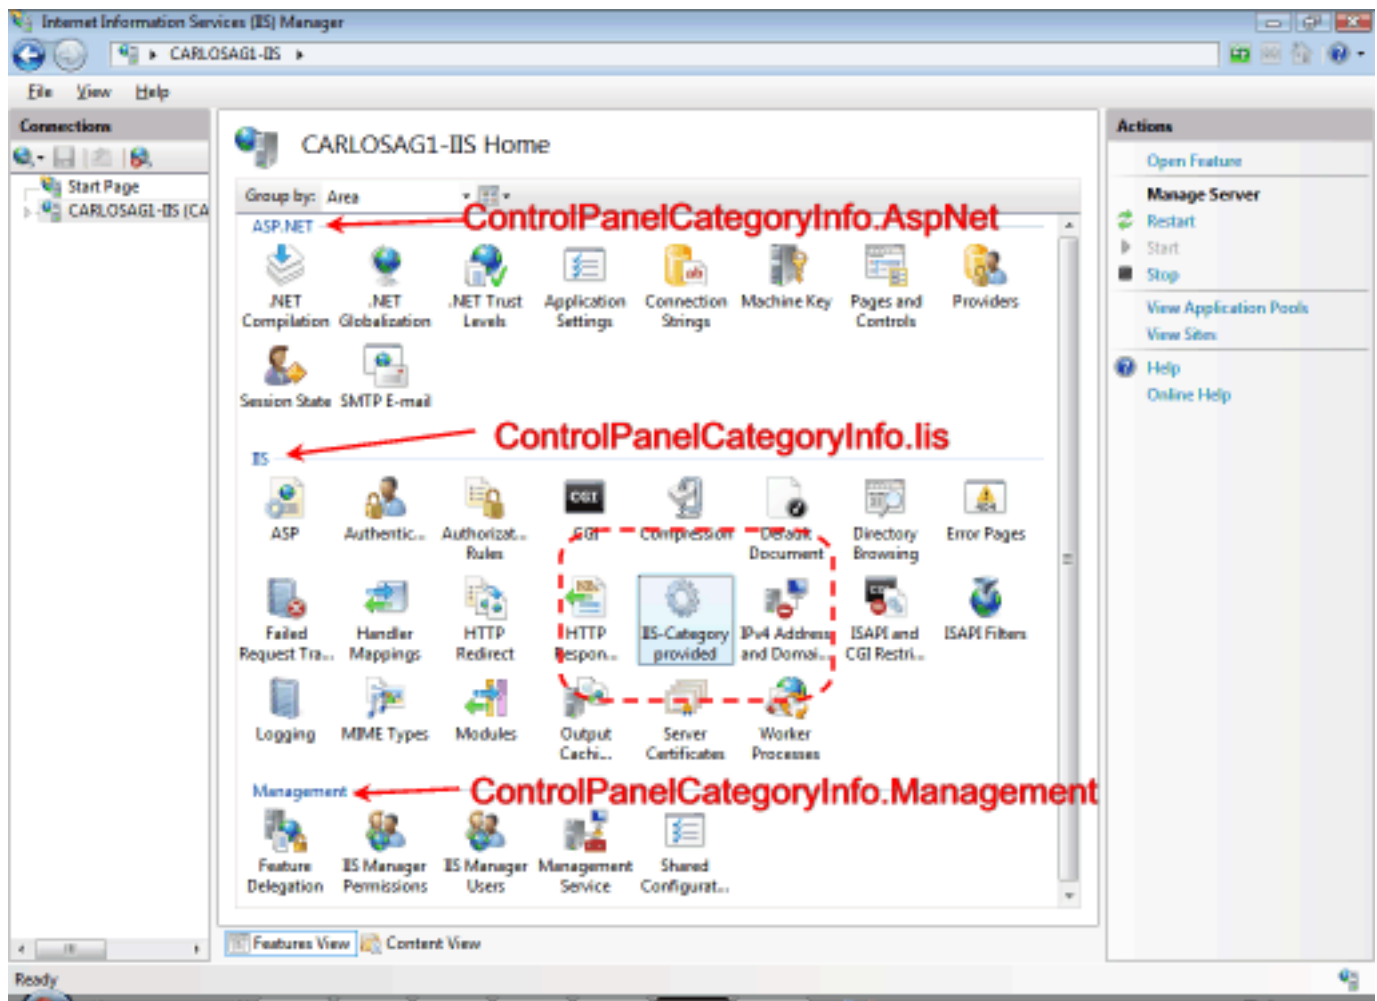 Internet Information Services (IIS) Manager
CARLOSAG1-IIS
File View Help
Connections
Start Page
CARLOSAG1-IIS (CA
CARLOSAG1-IIS Home
Group by: Area
ASP.NET
ControlPanelCategoryInfo.AspNet
.NET Compilation
.NET Globalization
.NET Trust Levels
Application Settings
Connection Strings
Machine Key
Pages and Controls
Providers
Session State
SMTP E-mail
ControlPanelCategoryInfo.Iis
IIS
ASP
Authentic...
Authorizat... Rules
CGI
CGI
Compression
Default Document
Directory Browsing
404
Error Pages
Failed Request Tra...
Handler Mappings
HTTP Redirect
HTTP Respon...
IIS-Category provided
IPv4 Address and Domai...
ISAPI and CGI Restri...
ISAPI Filters
Logging
MIME Types
Modules
Output Cachi...
Server Certificates
Worker Processes
Management
ControlPanelCategoryInfo.Management
Feature Delegation
IIS Manager Permissions
IIS Manager Users
Management Service
Shared Configurat...
Features View
Content View
Actions
Open Feature
Manage Server
Restart
Start
Stop
View Application Pools
View Sites
Help
Online Help
Ready